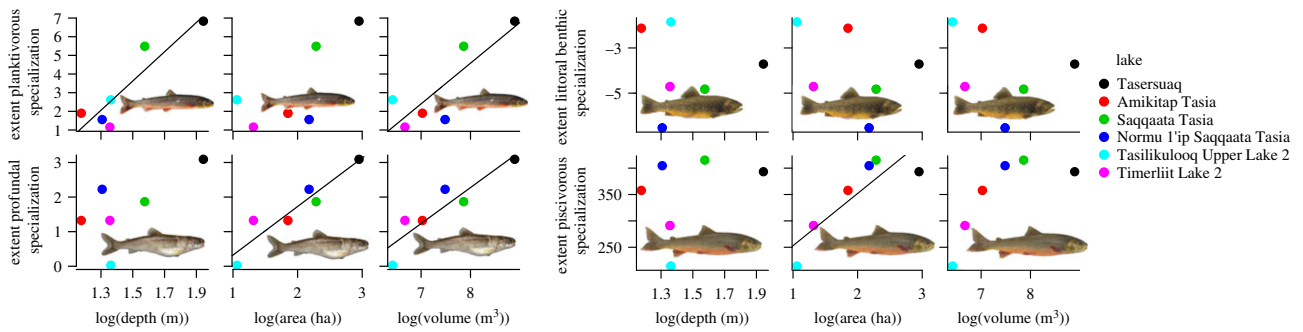 extent planktivorous
specialization
7
6
5
4
3
2
1
extent littoral benthic
specialization
−3
−5
lake
Tasersuaq
Amikitap Tasia
Saqqaata Tasia
Normu 1'ip Saqqaata Tasia
Tasilikulooq Upper Lake 2
Timerliit Lake 2
extent profundal
specialization
3
2
1
0
1.3 1.5 1.7 1.9
log(depth (m))
1 2 3
log(area (ha))
7 8
log(volume (m³))
extent piscivorous
specialization
350
250
1.3 1.5 1.7 1.9
log(depth (m))
1 2 3
log(area (ha))
7 8
log(volume (m³))